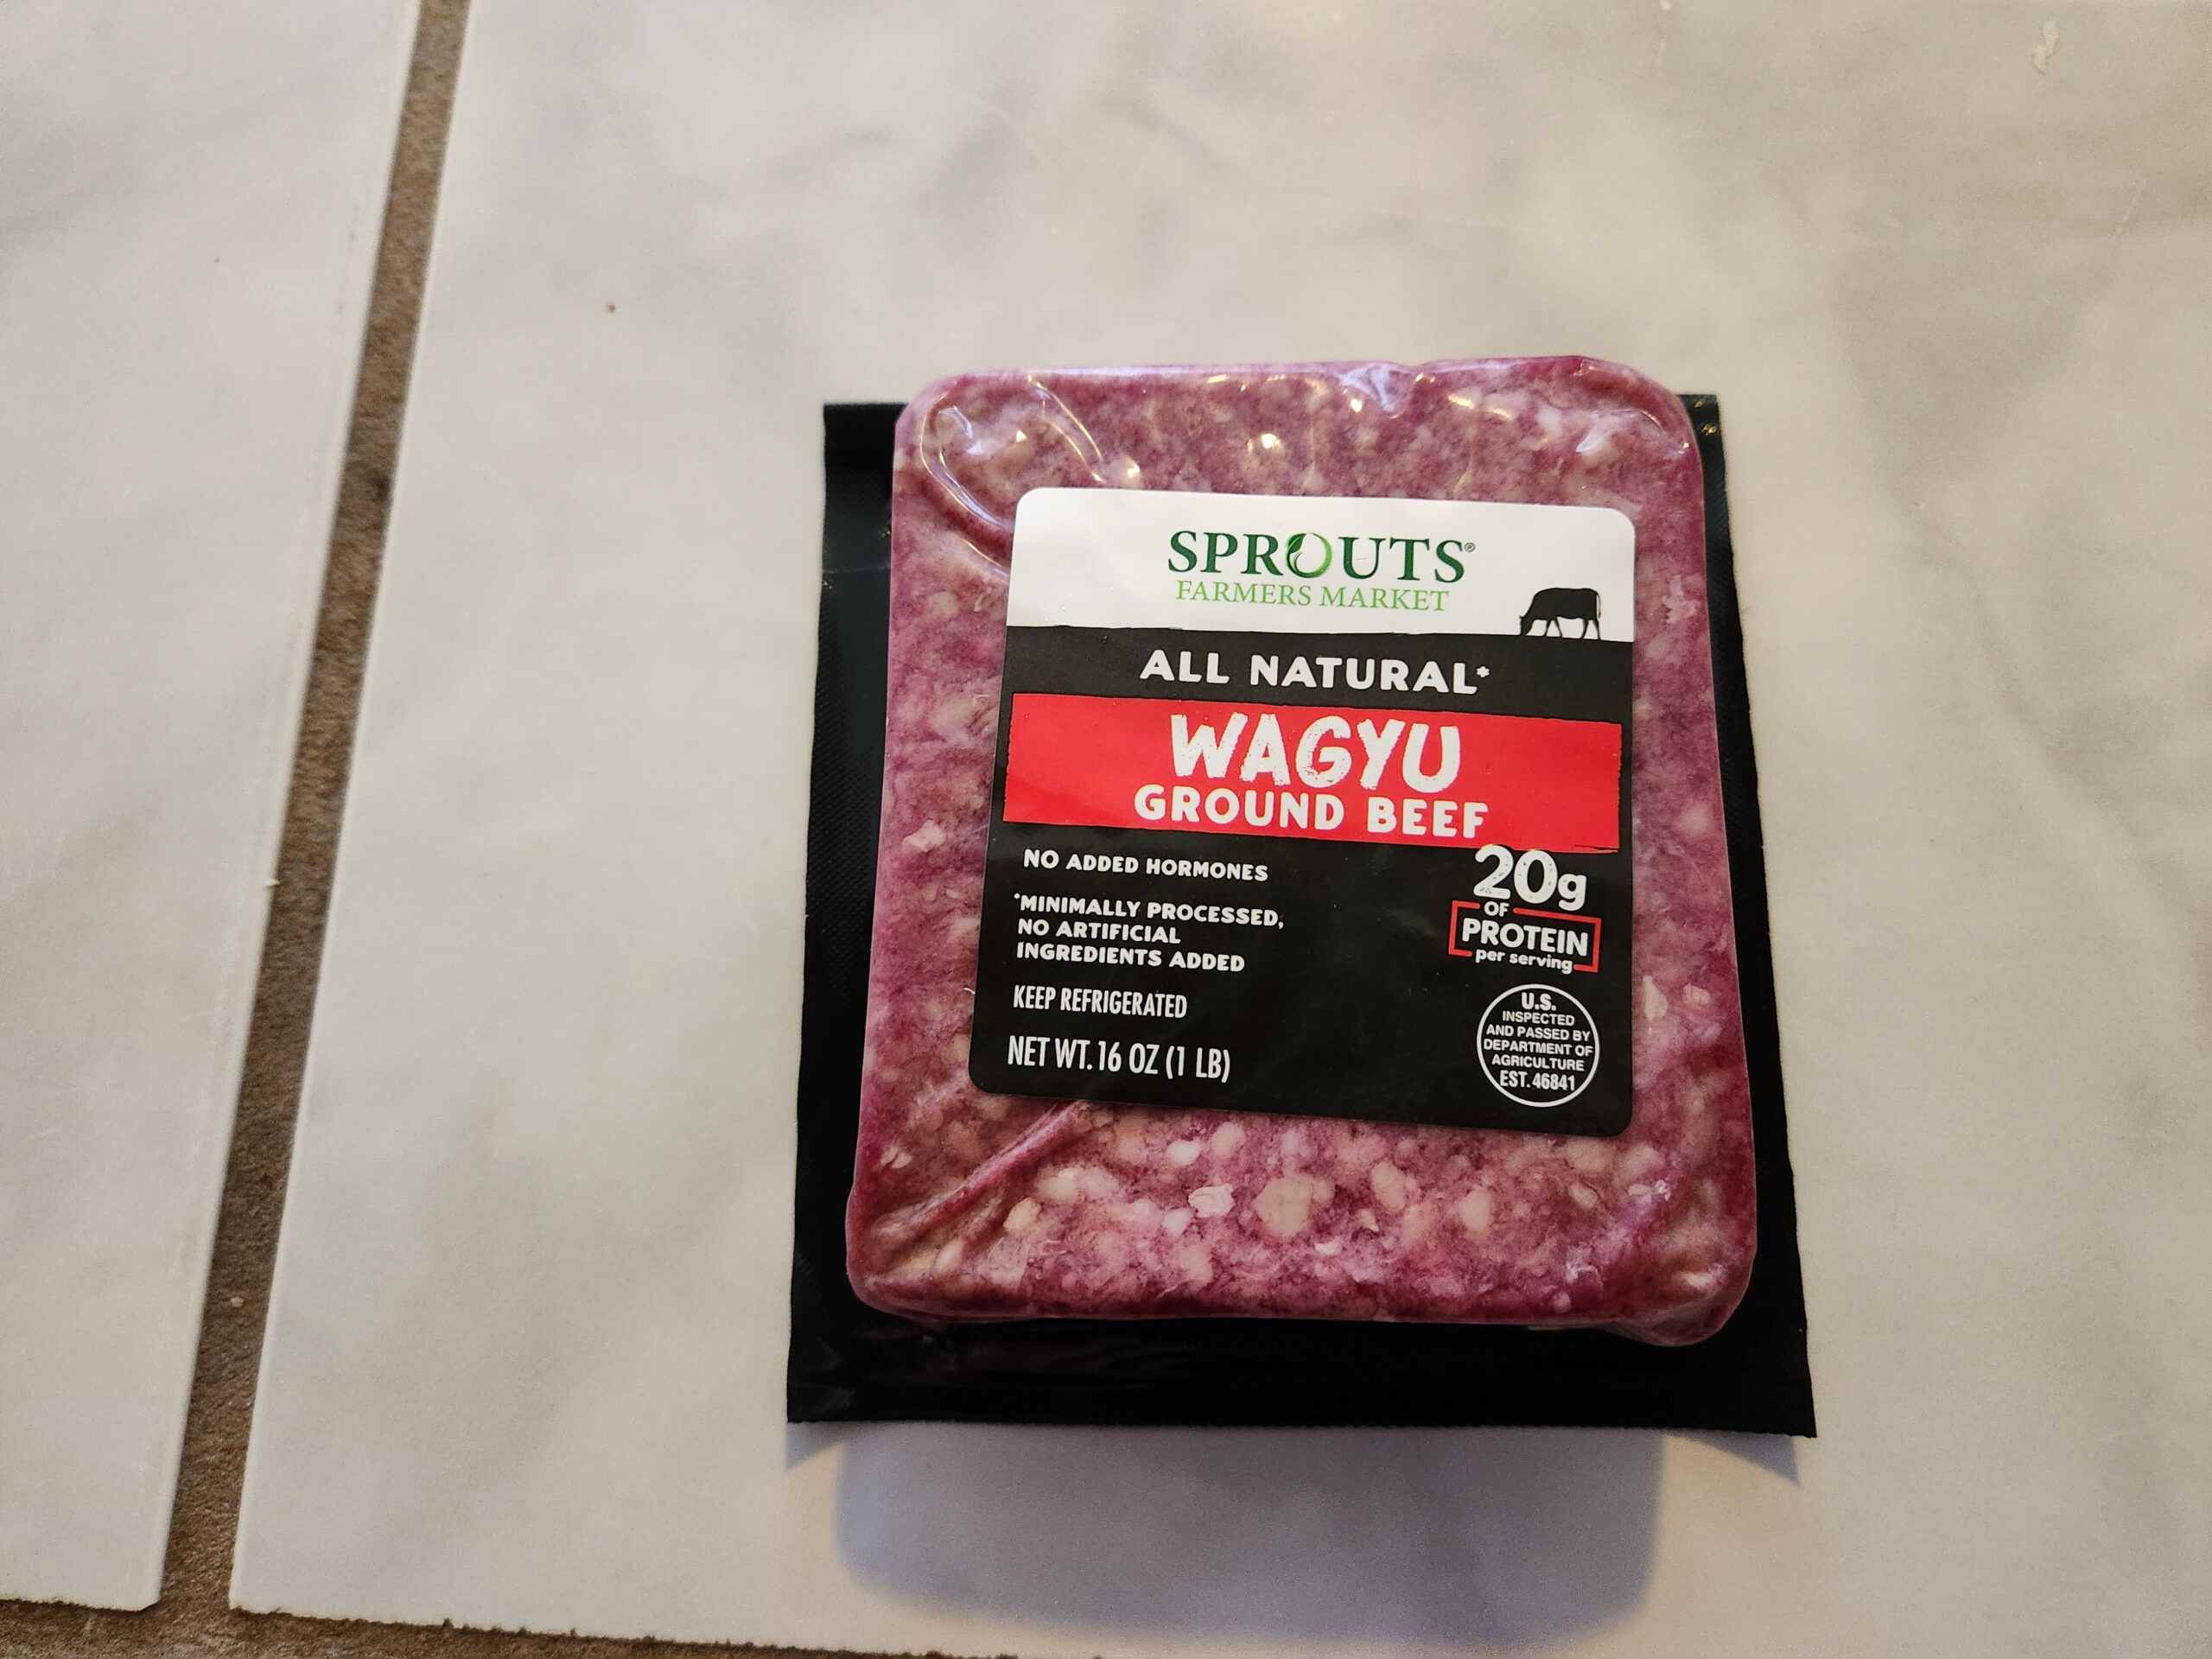 SPROUTS®
FARMERS MARKET
ALL NATURAL*
WAGYU
GROUND BEEF
NO ADDED HORMONES
*MINIMALLY PROCESSED,
NO ARTIFICIAL
INGREDIENTS ADDED
KEEP REFRIGERATED
NET WT. 16 OZ (1 LB)
20g
OF
PROTEIN
per serving
U.S.
INSPECTED
AND PASSED BY
DEPARTMENT OF
AGRICULTURE
EST. 46841